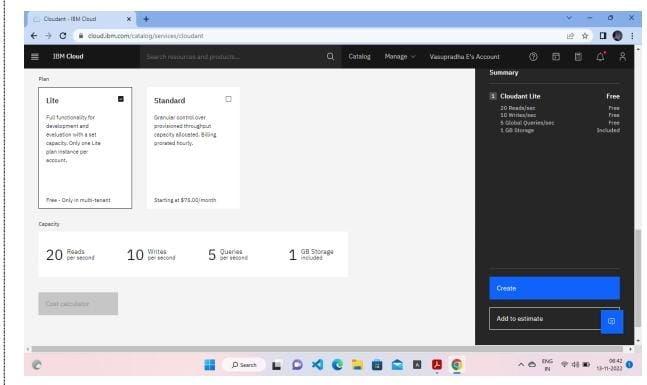 Cloudant - IBM Cloud
cloud.ibm.com/catalog/services/cloudant
IBM Cloud
Search resources and products...
Catalog
Manage
Vasupradha E's Account
Plan
Lite
Full functionality for
development and
evaluation with a set
capacity. Only one Lite
plan instance per
account.
Free - Only in multi-tenant
Standard
Granular control over
provisioned throughput
capacity allocated. Billing
prorated hourly.
Starting at $75.00/month
Capacity
20 Reads per second
10 Writes per second
5 Queries per second
1 GB Storage included
Cost calculator
Summary
1 Cloudant Lite Free
20 Reads/sec Free
10 Writes/sec Free
5 Global Queries/sec Free
1 GB Storage Included
Create
Add to estimate
Search
ENG
IN
06:42
13-11-2022